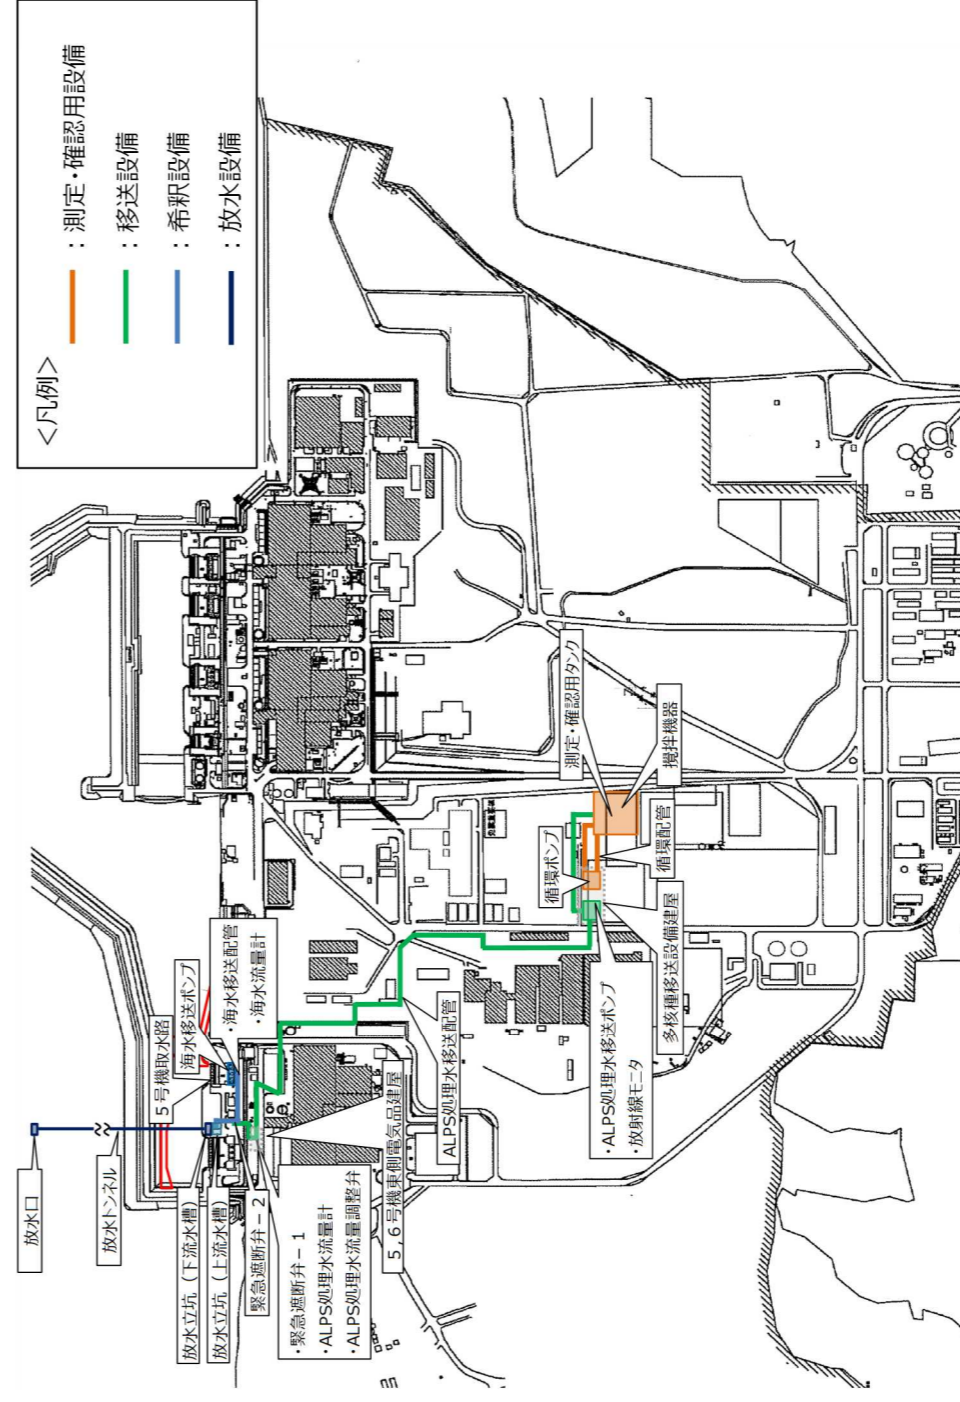 ＜凡例＞
：測定・確認用設備
：移送設備
：希釈設備
：放水設備
放水口
放水トンネル
放水立坑（下流水槽）
放水立坑（上流水槽）
緊急遮断弁－2
・緊急遮断弁－1
・ALPS処理水流量計
・ALPS処理水流量調整弁
5,6号機東側電気品建屋
5号機取水路
海水移送ポンプ
・海水移送配管
・海水流量計
ALPS処理水移送配管
・ALPS処理水移送ポンプ
・放射線モニタ
多核種移送設備建屋
循環ポンプ
循環配管
測定・確認用タンク
攪拌機器